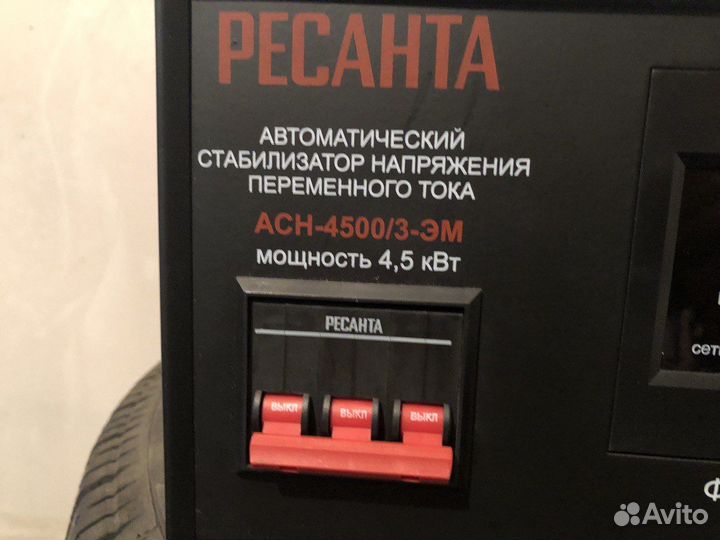 РЕСАНТА
АВТОМАТИЧЕСКИЙ
СТАБИЛИЗАТОР НАПРЯЖЕНИЯ
ПЕРЕМЕННОГО ТОКА
АСН-4500/3-ЭМ
мощность 4,5 кВт
РЕСАНТА
ВЫКЛ ВЫКЛ ВЫКЛ
сеть
Avito